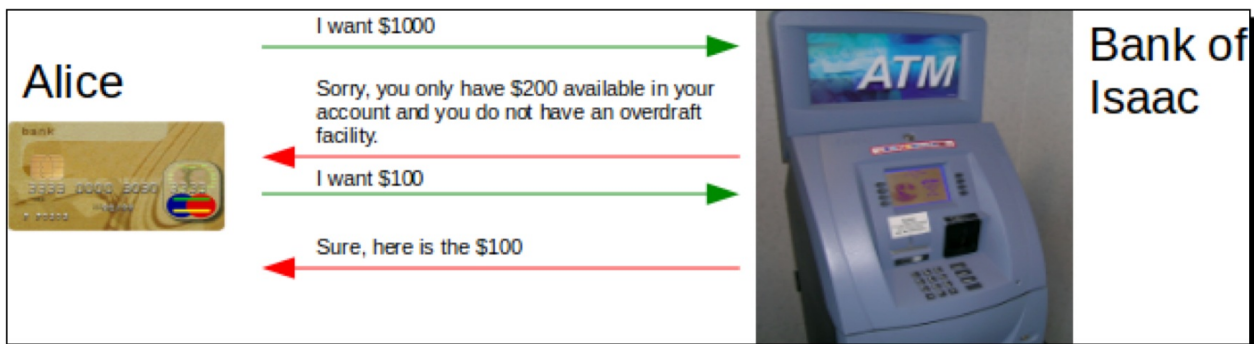 I want $1000
Alice
Sorry, you only have $200 available in your
account and you do not have an overdraft
facility.
I want $100
Sure, here is the $100
bank
ATM
Bank of
Isaac